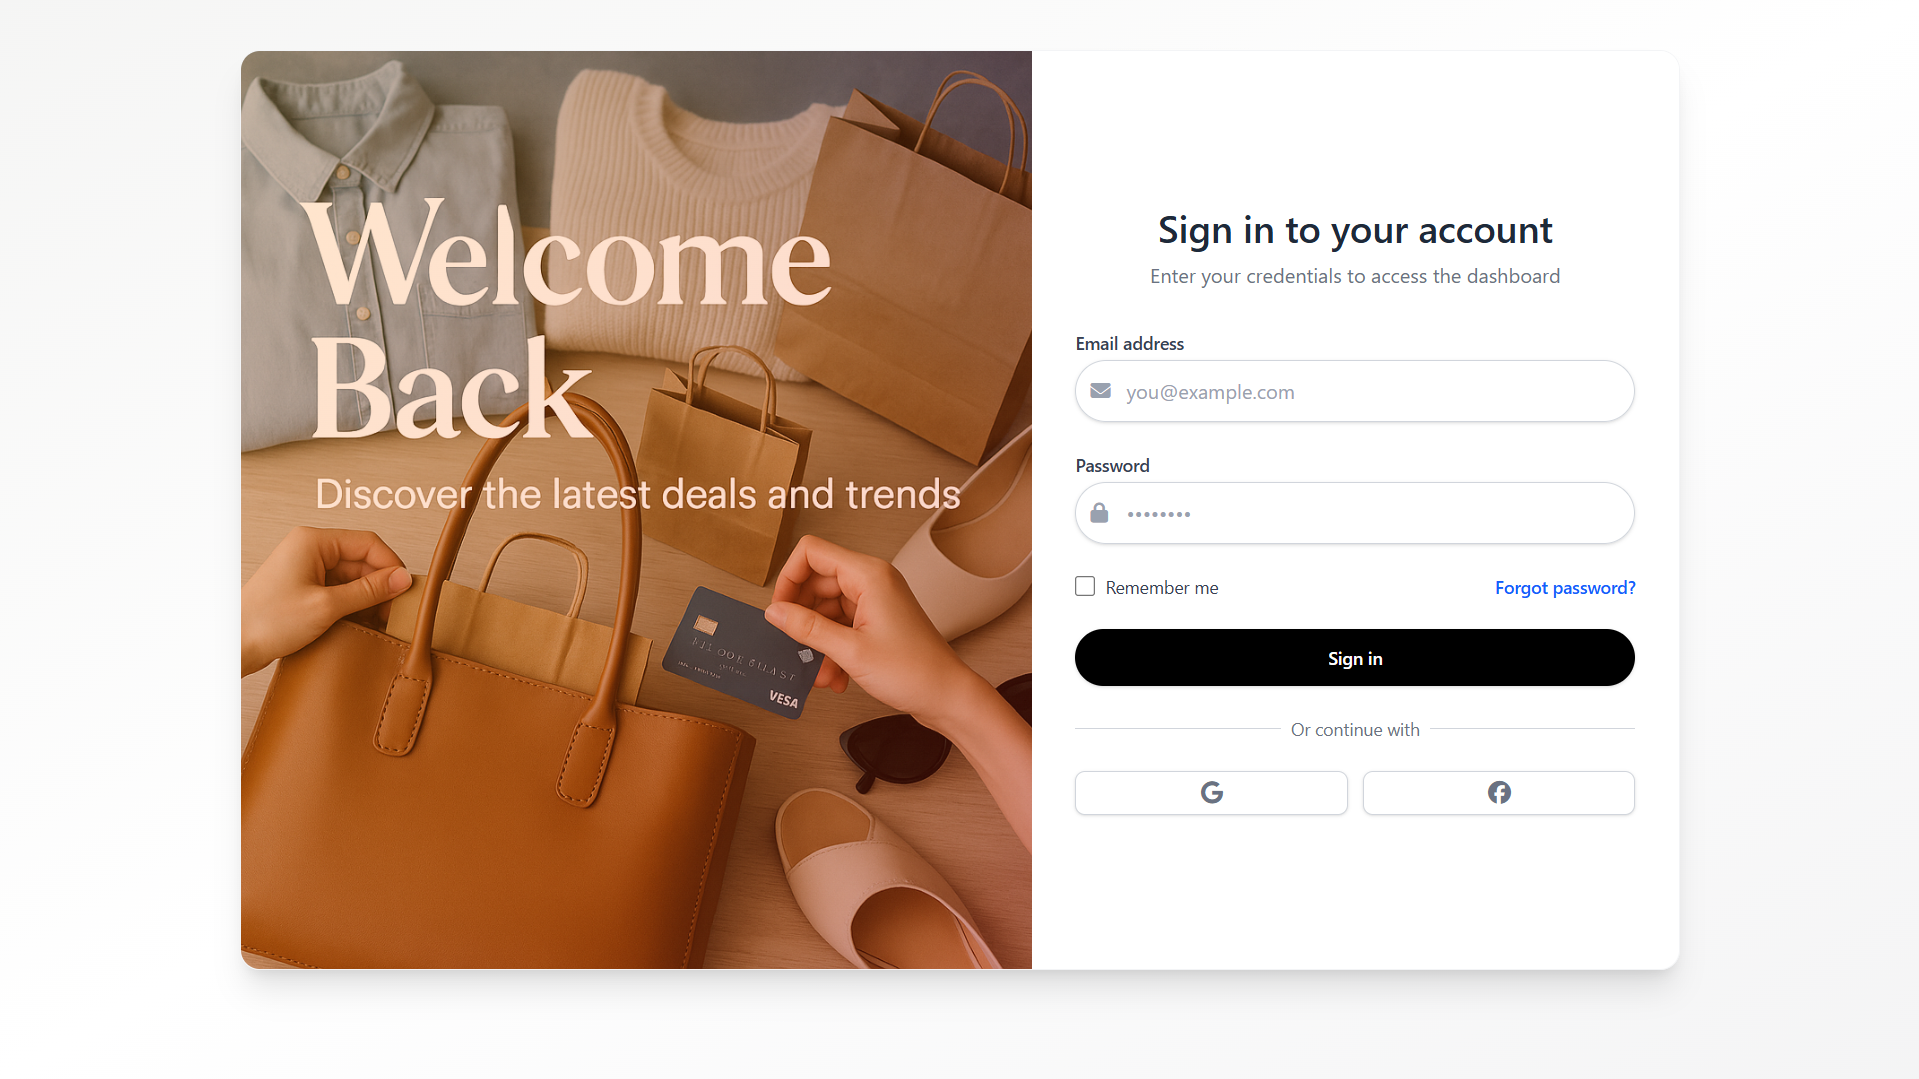 Welcome
Back
Discover the latest deals and trends
VESA
Sign in to your account
Enter your credentials to access the dashboard
Email address
you@example.com
Password
••••••••
Remember me
Forgot password?
Sign in
Or continue with